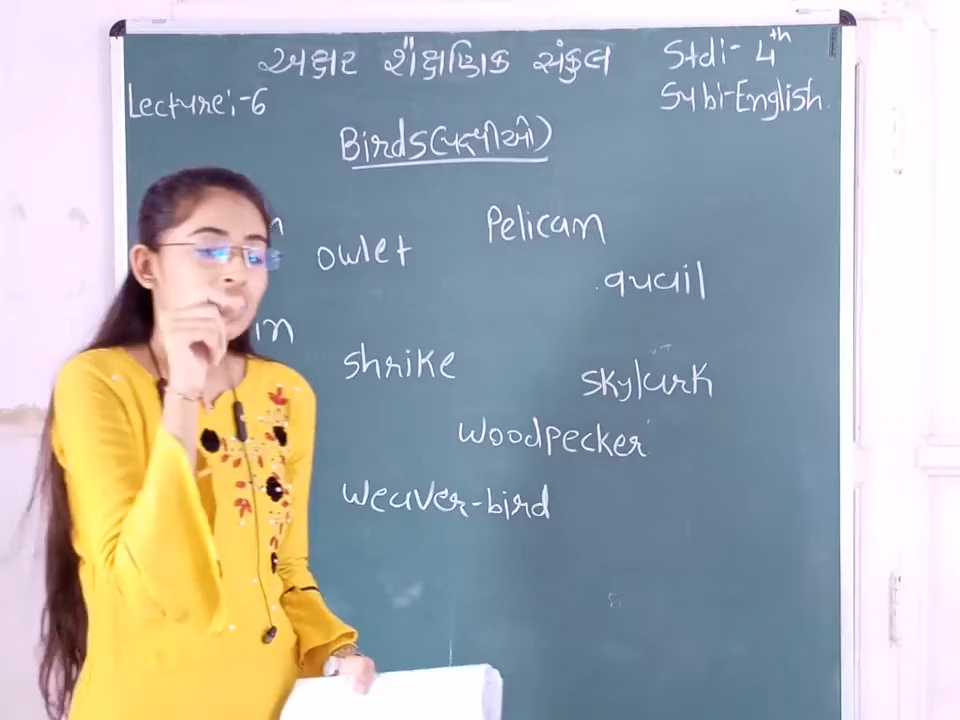 અક્ષર શૈક્ષણિક સંકુલ
Std:- 4th
Lecture:-6
Sub:-English.
Birds(પક્ષીઓ)
Pelican
owlet
quail
shrike
skylark
woodpecker
weaver-bird